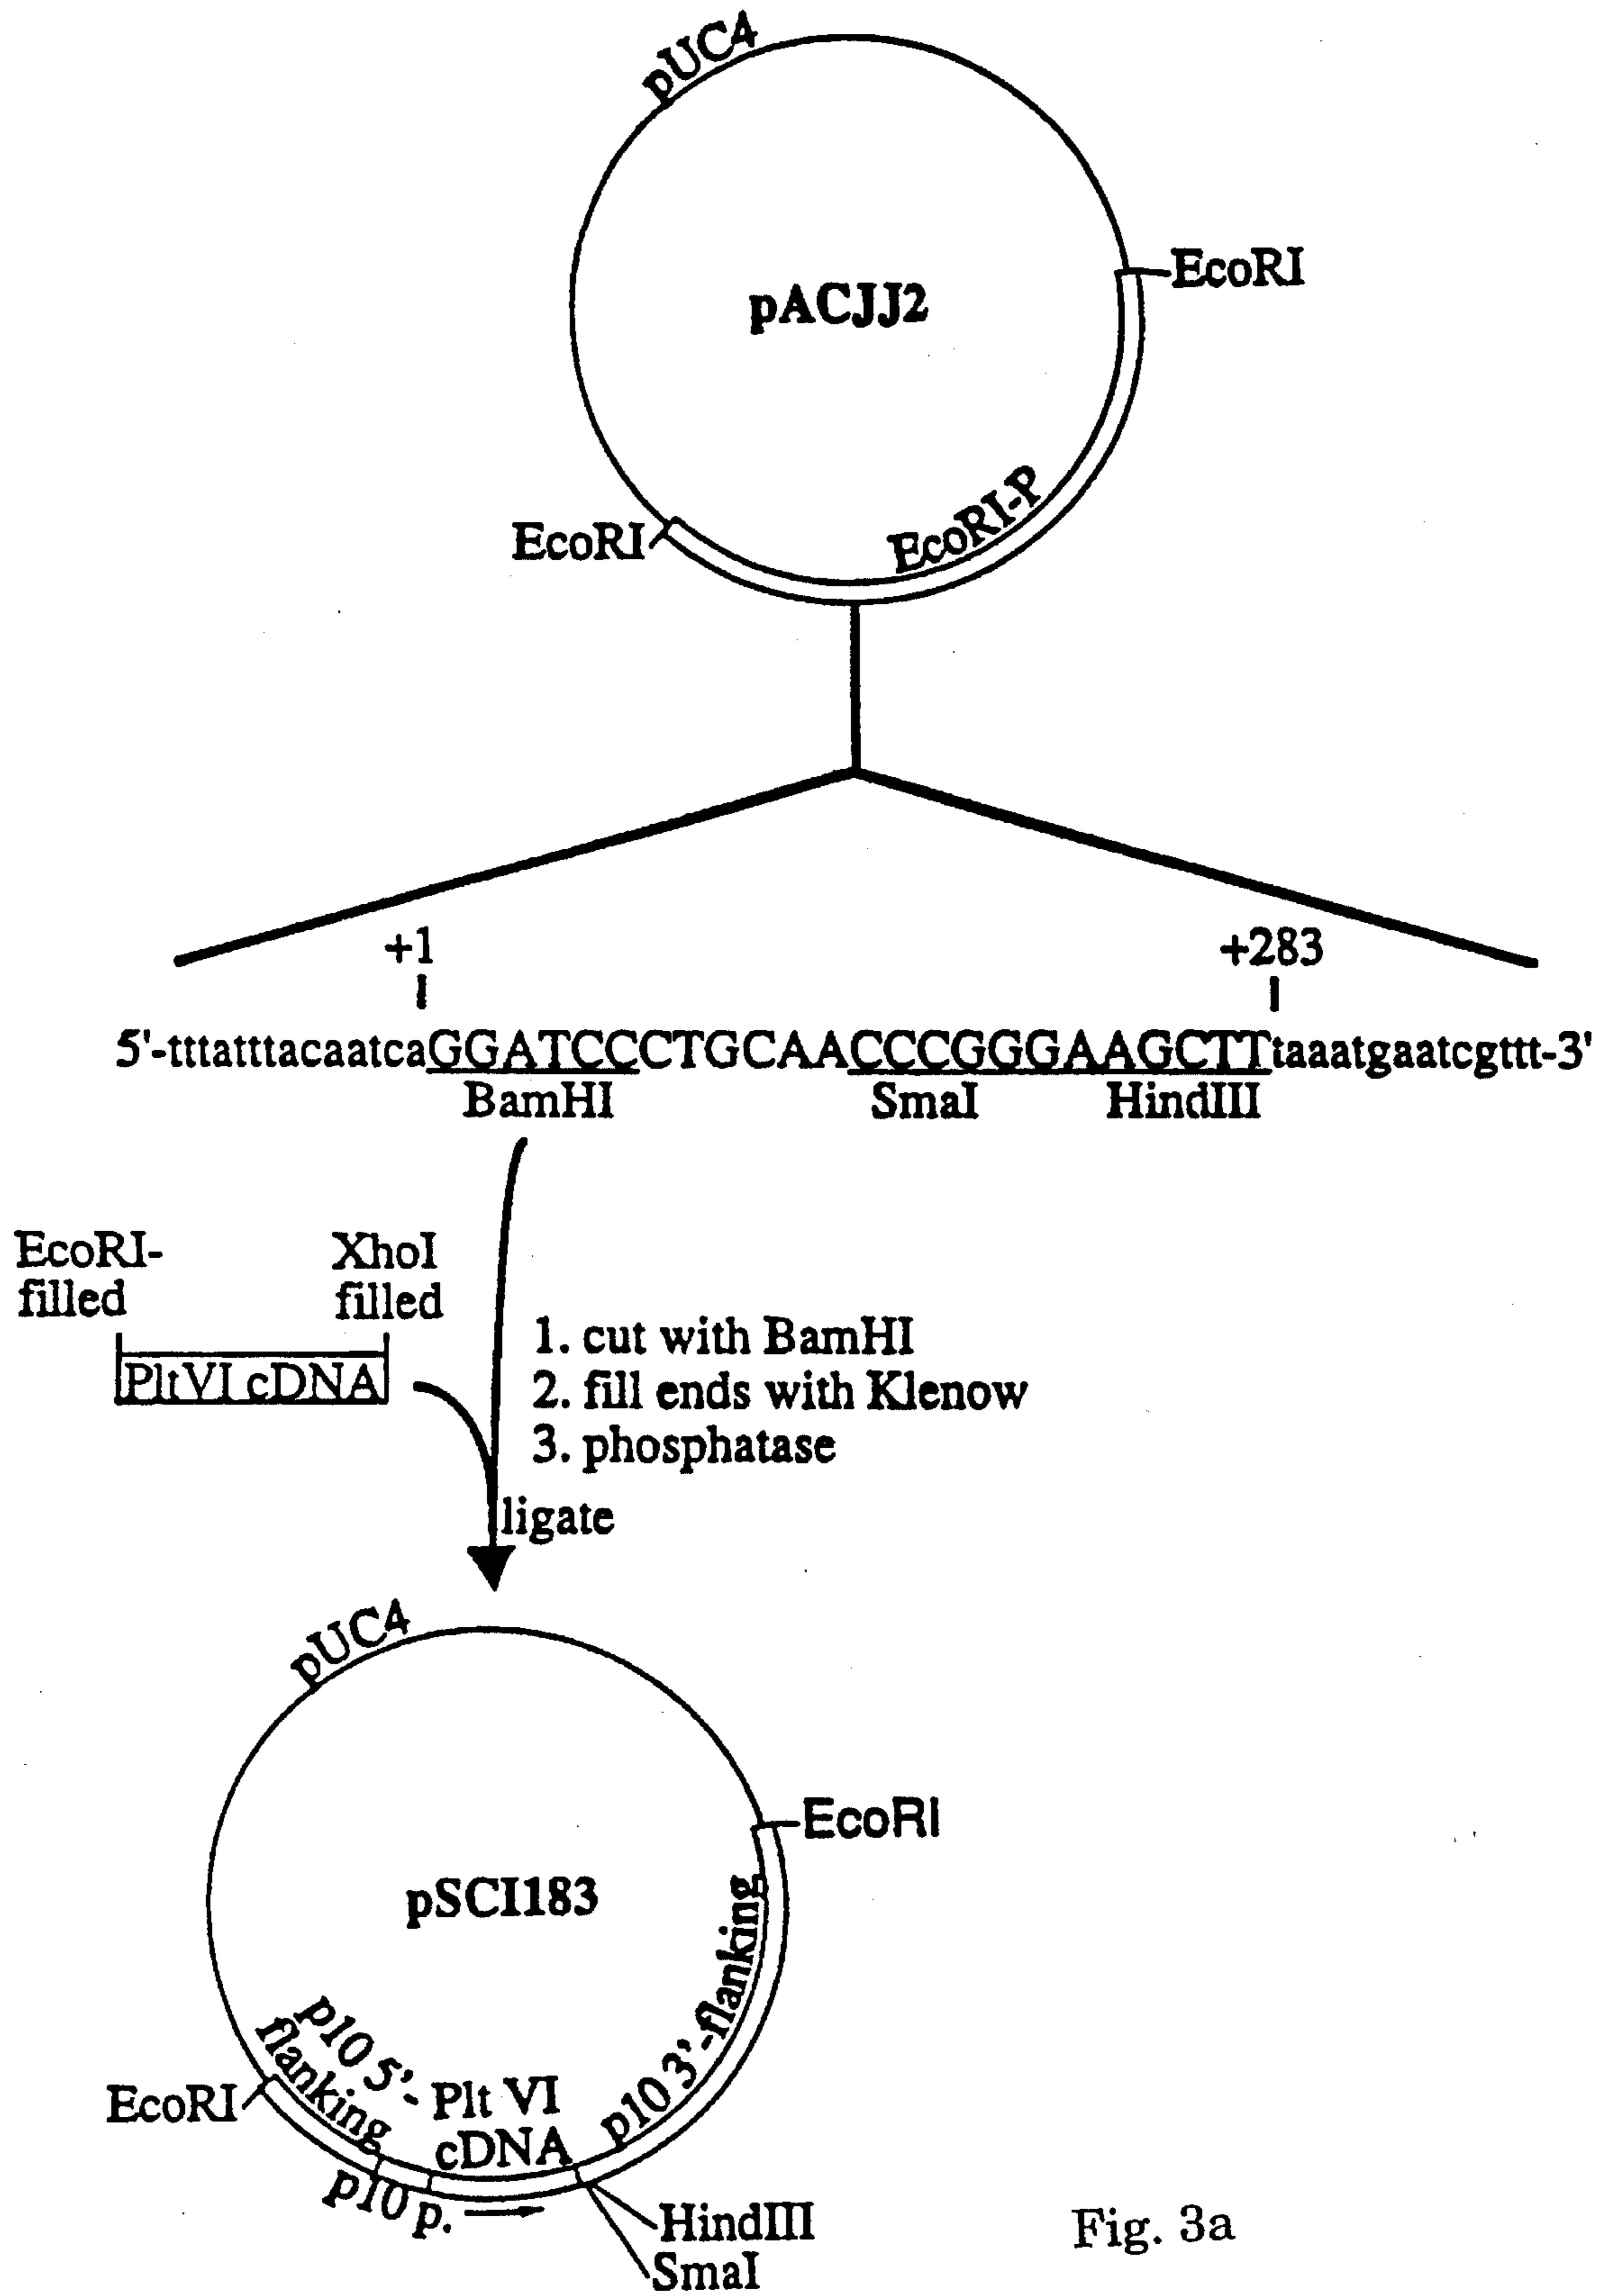 pUC4
EcoRI
pACJJ2
EcoRI-P
EcoRI
+1
+283
5'-tttatttacaatcaGGATCCCTGCAACCCGGGAAGCTTtaaatgaatcgttt-3'
BamHI SmaI HindIII
EcoRI-
filled
XhoI
filled
PltVI cDNA
1. cut with BamHI
2. fill ends with Klenow
3. phosphatase
ligate
pUC4
EcoRI
pSCI183
p10 3'-flanking
p10 5'-
flanking
Plt VI
cDNA
EcoRI
p10 p.
HindIII
SmaI
Fig. 3a